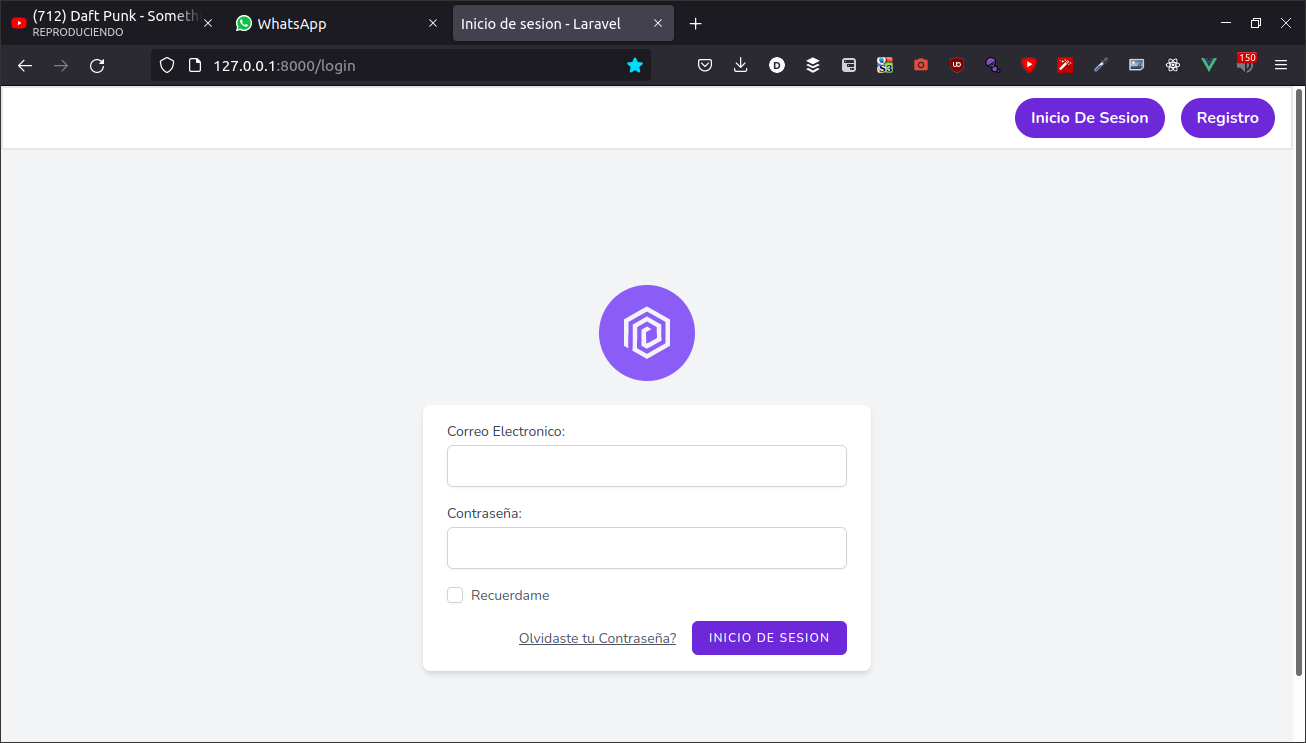 (712) Daft Punk - Someth
REPRODUCIENDO
WhatsApp
Inicio de sesion - Laravel
127.0.0.1:8000/login
D
UD
150
Inicio De Sesion
Registro
Correo Electronico:
Contraseña:
Recuerdame
Olvidaste tu Contraseña?
INICIO DE SESION